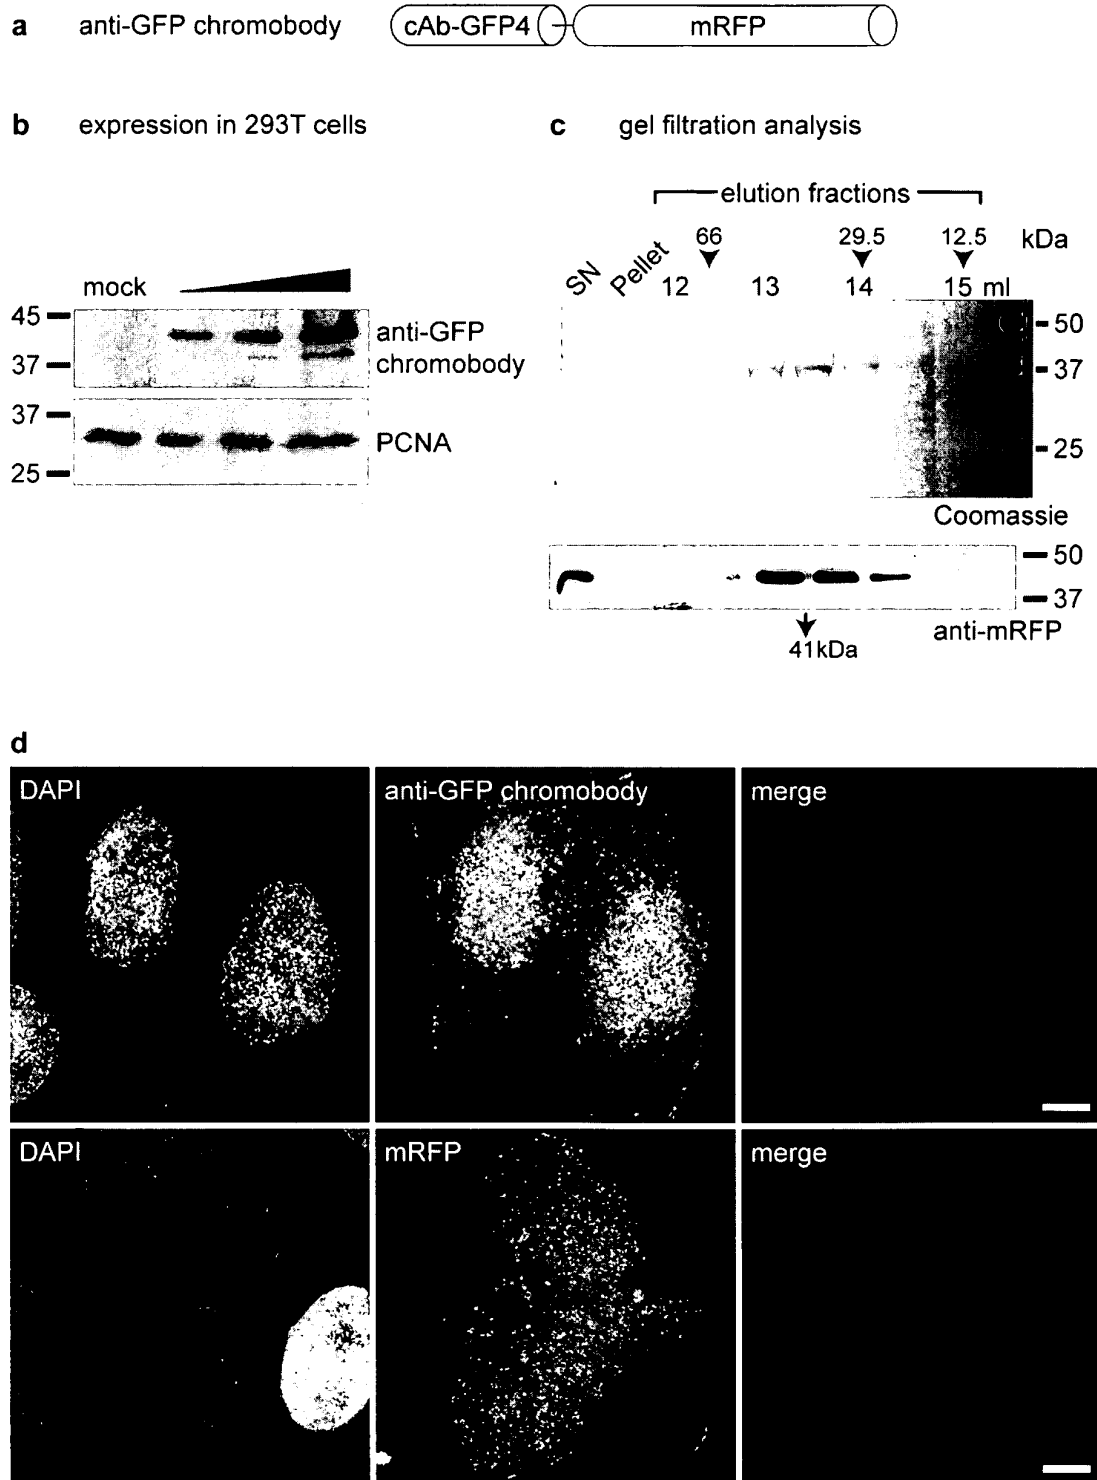 a anti-GFP chromobody cAb-GFP4 mRFP
b expression in 293T cells
c gel filtration analysis
mock
45
37
anti-GFP
chromobody
37
25
PCNA
elution fractions
66 29.5 12.5 kDa
SN Pellet 12 13 14 15 ml
50
37
25
Coomassie
50
37
41kDa
anti-mRFP
d
DAPI anti-GFP chromobody merge
DAPI mRFP merge